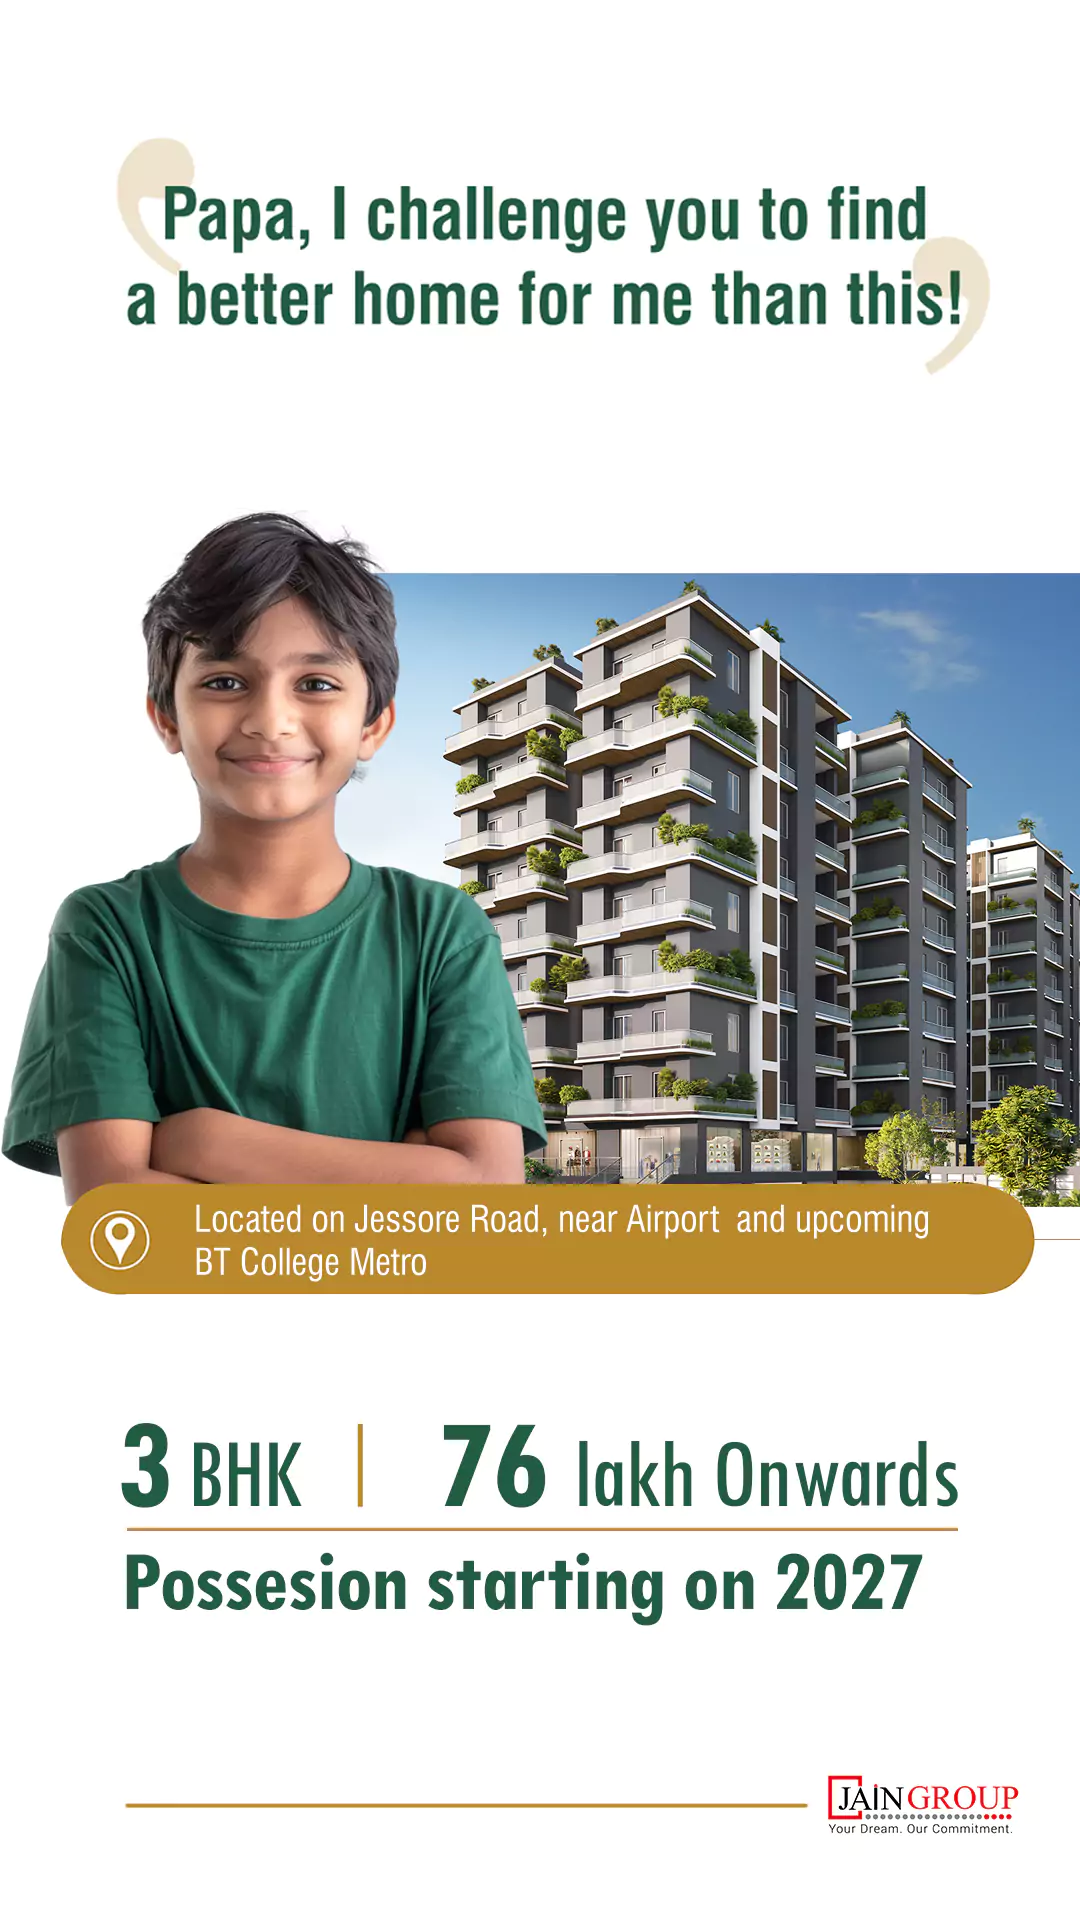 Papa, I challenge you to find
a better home for me than this!
Located on Jessore Road, near Airport and upcoming
BT College Metro
3 BHK | 76 lakh Onwards
Possesion starting on 2027
JAIN GROUP
Your Dream. Our Commitment.